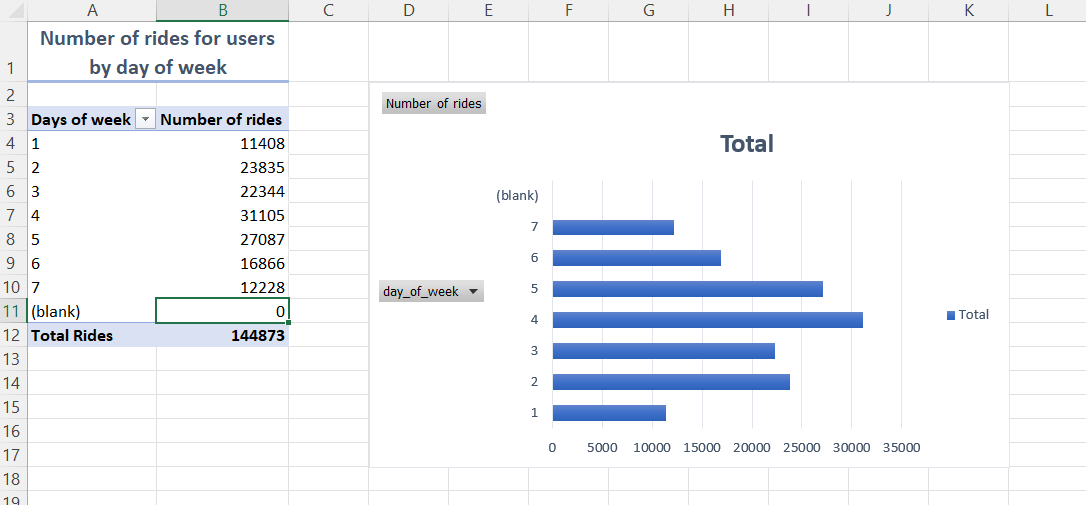 A B C D E F G H I J K L
1 Number of rides for users
by day of week
2
3 Days of week Number of rides
4 1 11408
5 2 23835
6 3 22344
7 4 31105
8 5 27087
9 6 16866
10 7 12228
11 (blank) 0
12 Total Rides 144873
13
14
15
16
17
18
19
Number of rides
Total
(blank)
7
6
5
day_of_week
4
Total
3
2
1
0 5000 10000 15000 20000 25000 30000 35000